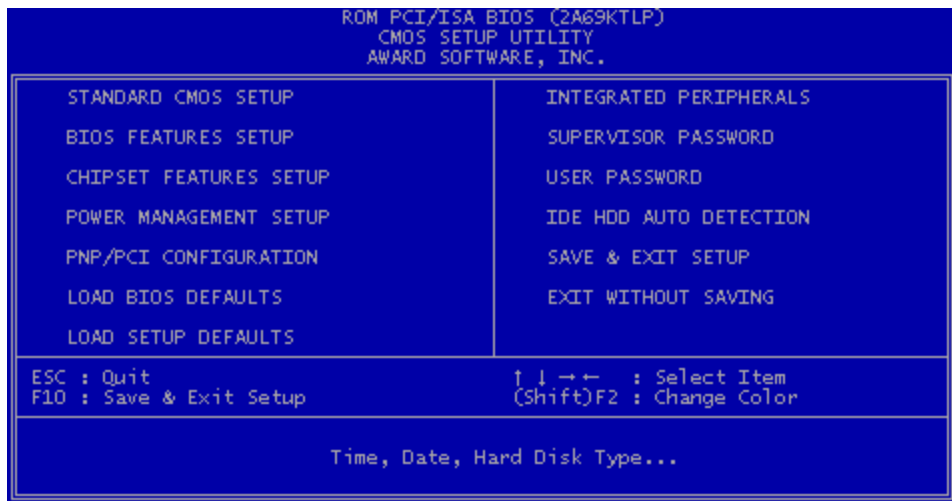 ROM PCI/ISA BIOS (2A69KTLP)
CMOS SETUP UTILITY
AWARD SOFTWARE, INC.
STANDARD CMOS SETUP
BIOS FEATURES SETUP
CHIPSET FEATURES SETUP
POWER MANAGEMENT SETUP
PNP/PCI CONFIGURATION
LOAD BIOS DEFAULTS
LOAD SETUP DEFAULTS
INTEGRATED PERIPHERALS
SUPERVISOR PASSWORD
USER PASSWORD
IDE HDD AUTO DETECTION
SAVE & EXIT SETUP
EXIT WITHOUT SAVING
ESC : Quit
F10 : Save & Exit Setup
↑ ↓ → ← : Select Item
(Shift)F2 : Change Color
Time, Date, Hard Disk Type...